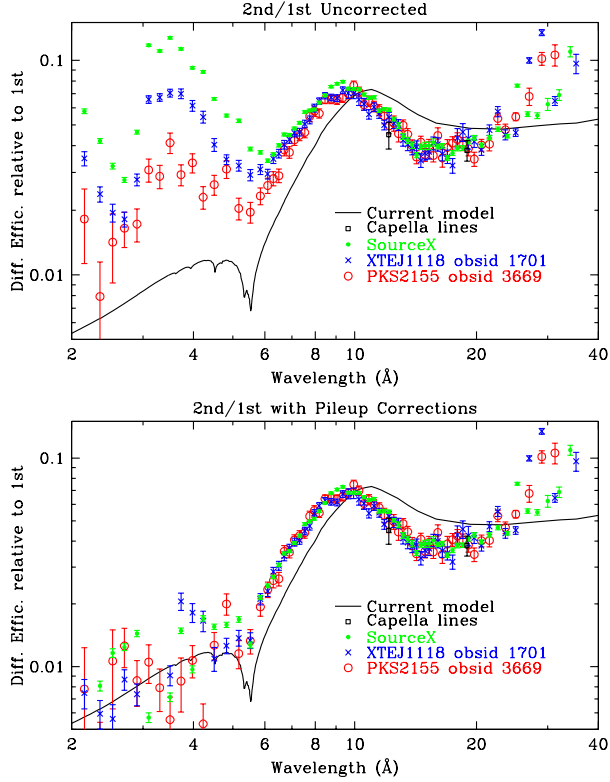 2nd/1st Uncorrected
Diff. Effic. relative to 1st
0.1
0.01
Current model
Capella lines
SourceX
XTEJ1118 obsid 1701
PKS2155 obsid 3669
2 4 6 8 10 20 40
Wavelength (Å)
2nd/1st with Pileup Corrections
Diff. Effic. relative to 1st
0.1
0.01
Current model
Capella lines
SourceX
XTEJ1118 obsid 1701
PKS2155 obsid 3669
2 4 6 8 10 20 40
Wavelength (Å)